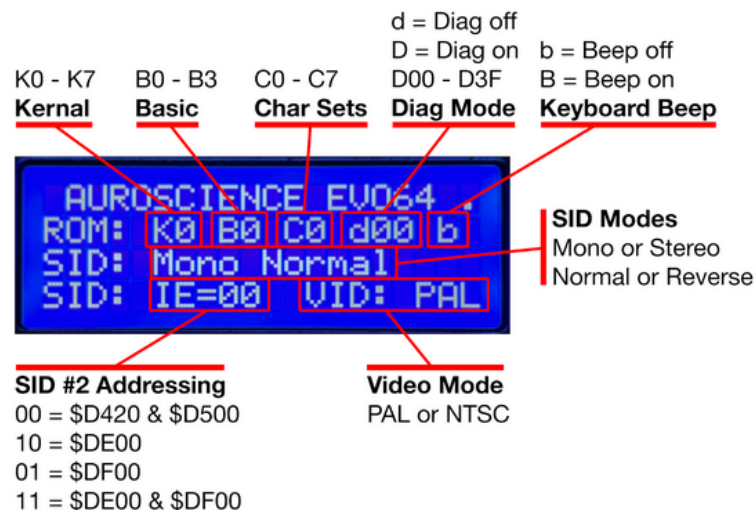 d = Diag off
D = Diag on b = Beep off
K0 - K7 B0 - B3 C0 - C7 D00 - D3F B = Beep on
Kernal Basic Char Sets Diag Mode Keyboard Beep
AUROSCIENCE EVO64
ROM: K0 B0 C0 d00 b
SID: Mono Normal
SID: IE=00 VID: PAL
SID Modes
Mono or Stereo
Normal or Reverse
SID #2 Addressing
00 = $D420 & $D500
10 = $DE00
01 = $DF00
11 = $DE00 & $DF00
Video Mode
PAL or NTSC